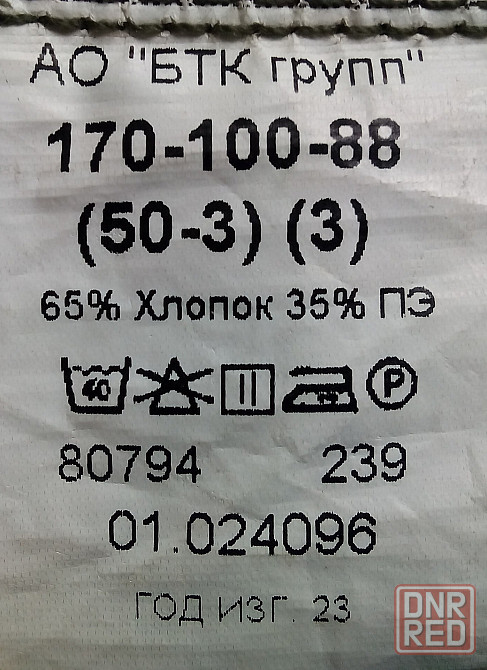 АО "БТК групп"
170-100-88
(50-3) (3)
65% Хлопок 35% ПЭ
40 P
80794 239
01.024096
ГОД ИЗГ. 23
DNR
RED